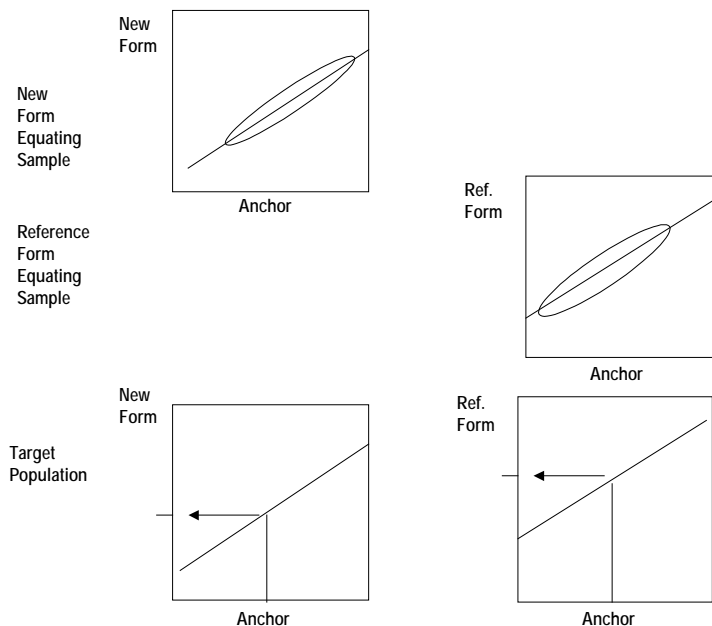 New
Form
New
Form
Equating
Sample
Anchor
Ref.
Form
Reference
Form
Equating
Sample
Anchor
New
Form
Ref.
Form
Target
Population
Anchor
Anchor